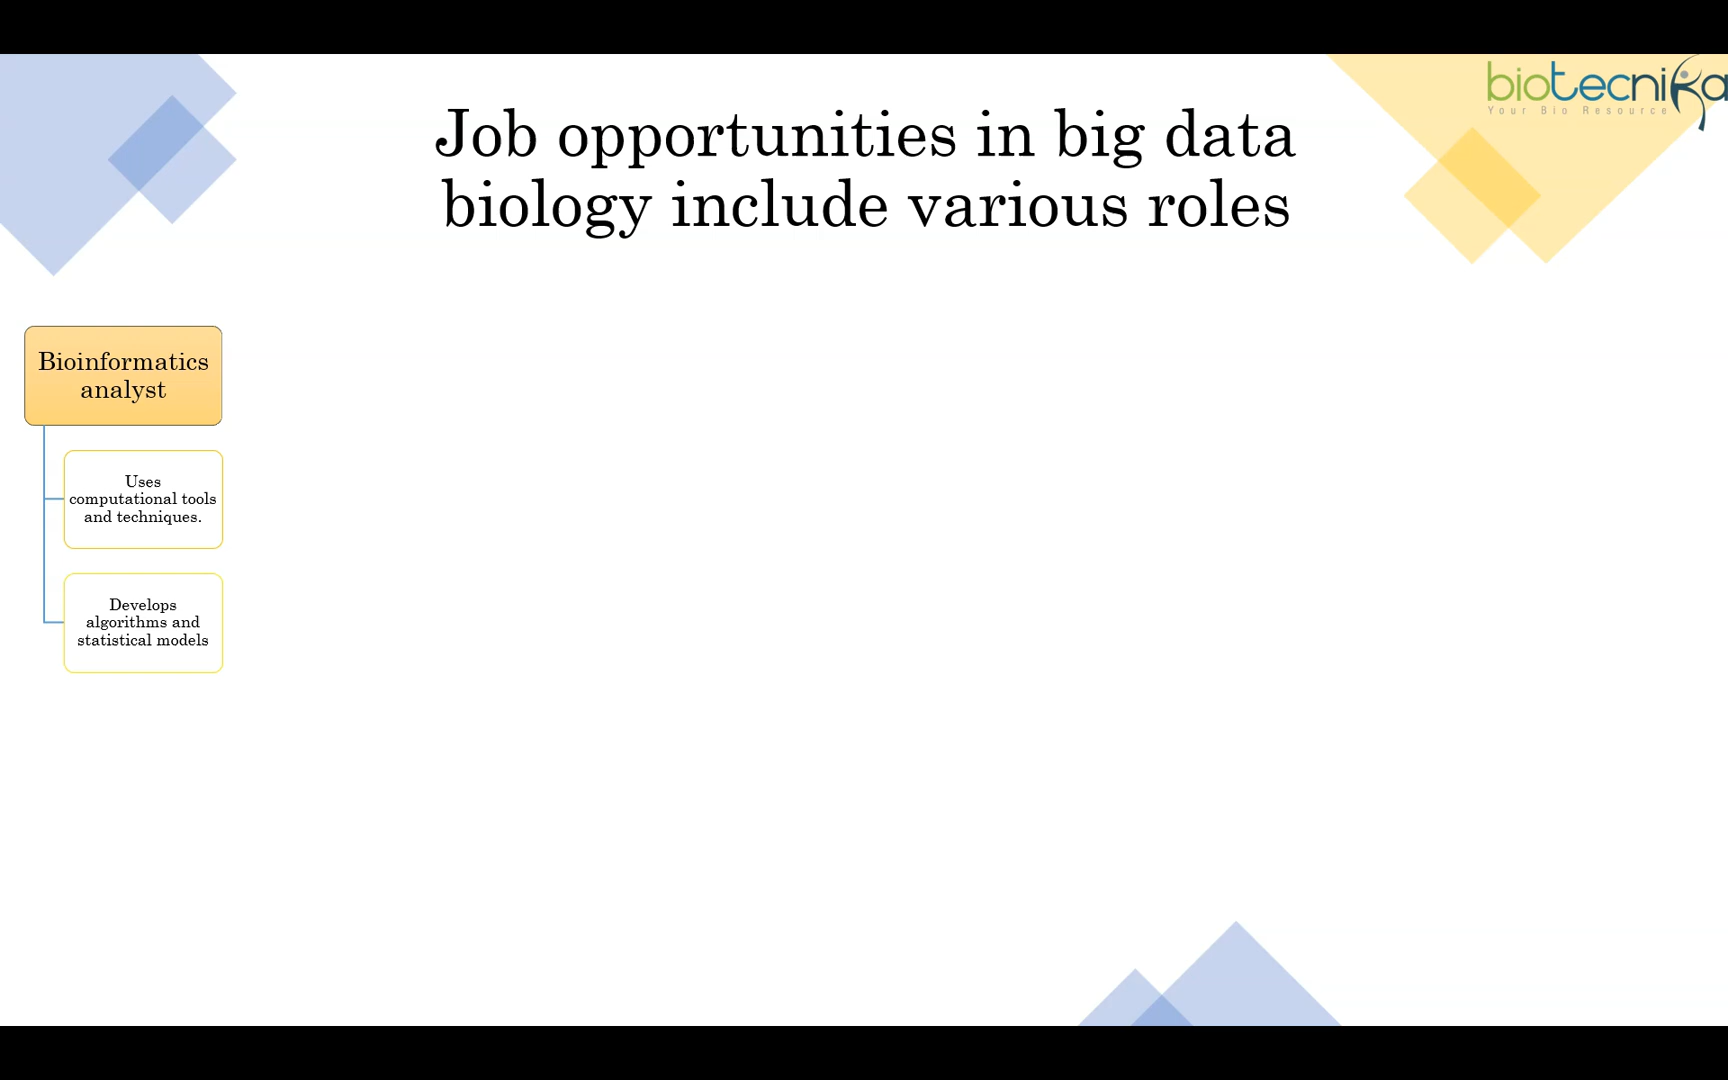 biotecnika
Your Bio Resource
Job opportunities in big data
biology include various roles
Bioinformatics
analyst
Uses
computational tools
and techniques.
Develops
algorithms and
statistical models